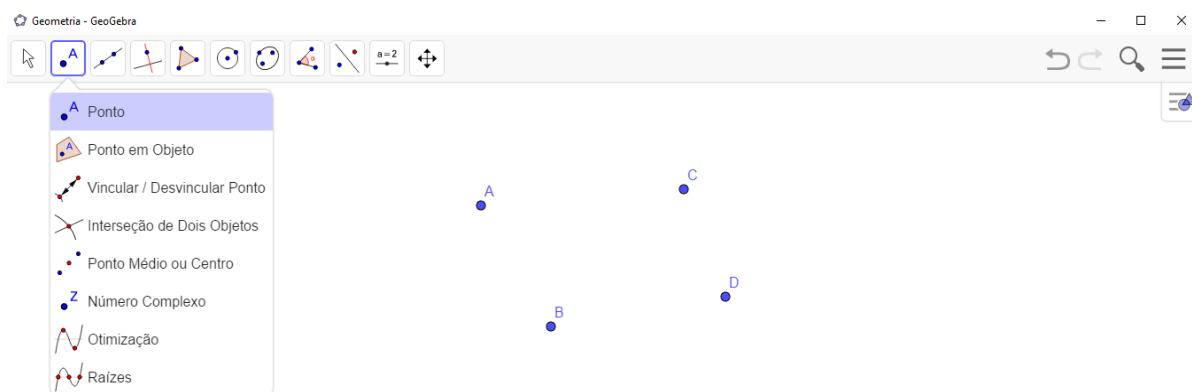 Geometria - GeoGebra
A
a=2
A Ponto
A Ponto em Objeto
Vincular / Desvincular Ponto
Interseção de Dois Objetos
Ponto Médio ou Centro
Z Número Complexo
Otimização
Raízes
A
C
D
B